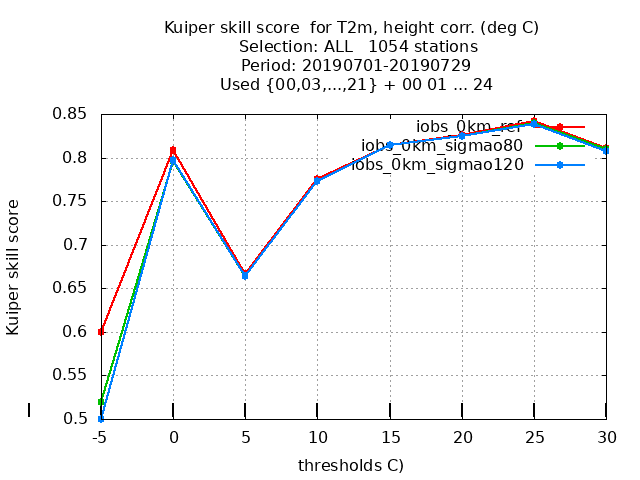 Kuiper skill score  for T2m, height corr. (deg C)
Selection: ALL   1054 stations
Period: 20190701-20190729
Used {00,03,...,21} + 00 01 ... 24
Kuiper skill score
0.85
0.8
0.75
0.7
0.65
0.6
0.55
0.5
iobs_0km_ref
iobs_0km_sigmao80
iobs_0km_sigmao120
-5 0 5 10 15 20 25 30
thresholds C)